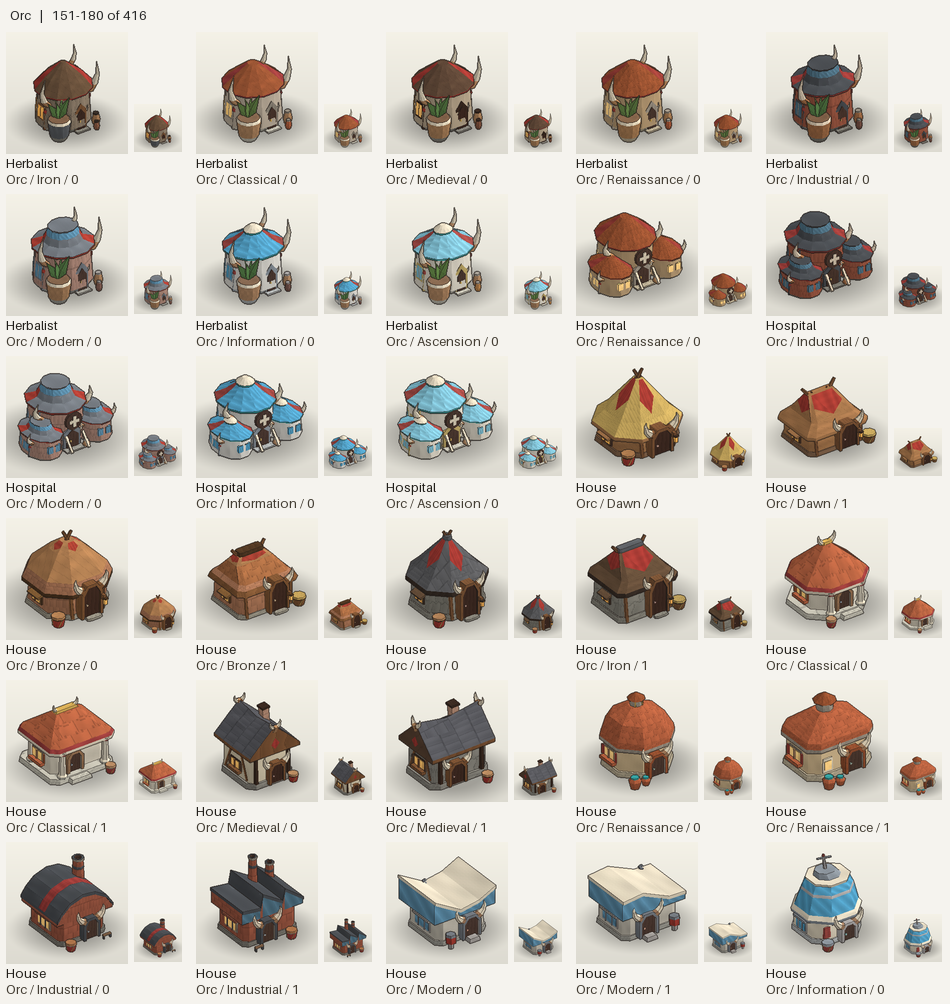 Orc | 151-180 of 416
Herbalist
Orc / Iron / 0
Herbalist
Orc / Classical / 0
Herbalist
Orc / Medieval / 0
Herbalist
Orc / Renaissance / 0
Herbalist
Orc / Industrial / 0
Herbalist
Orc / Modern / 0
Herbalist
Orc / Information / 0
Herbalist
Orc / Ascension / 0
Hospital
Orc / Renaissance / 0
Hospital
Orc / Industrial / 0
Hospital
Orc / Modern / 0
Hospital
Orc / Information / 0
Hospital
Orc / Ascension / 0
House
Orc / Dawn / 0
House
Orc / Dawn / 1
House
Orc / Bronze / 0
House
Orc / Bronze / 1
House
Orc / Iron / 0
House
Orc / Iron / 1
House
Orc / Classical / 0
House
Orc / Classical / 1
House
Orc / Medieval / 0
House
Orc / Medieval / 1
House
Orc / Renaissance / 0
House
Orc / Renaissance / 1
House
Orc / Industrial / 0
House
Orc / Industrial / 1
House
Orc / Modern / 0
House
Orc / Modern / 1
House
Orc / Information / 0